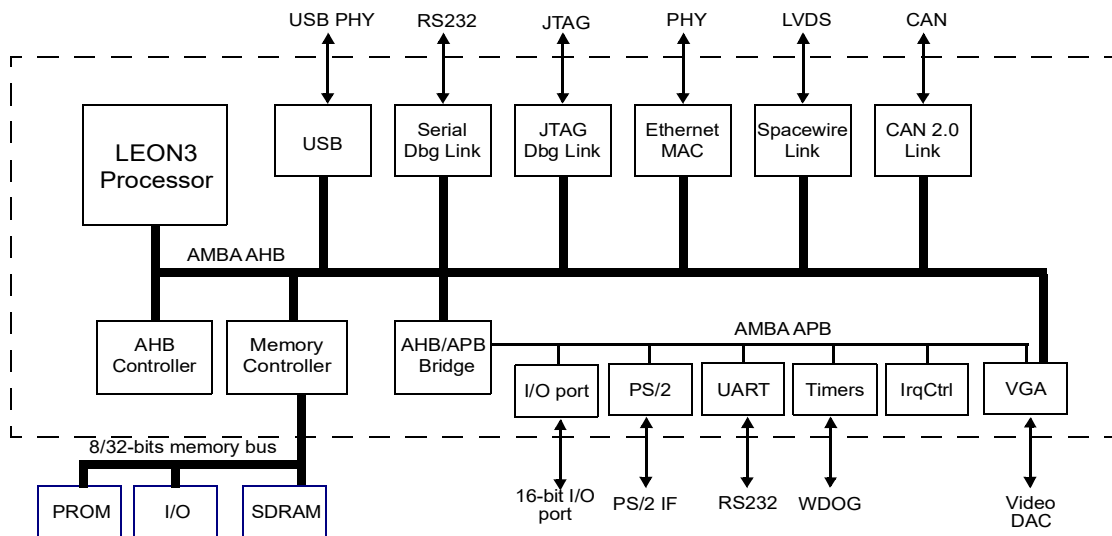 USB PHY
RS232
JTAG
PHY
LVDS
CAN
LEON3
Processor
USB
Serial
Dbg Link
JTAG
Dbg Link
Ethernet
MAC
Spacewire
Link
CAN 2.0
Link
AMBA AHB
AHB
Controller
Memory
Controller
AHB/APB
Bridge
AMBA APB
I/O port
PS/2
UART
Timers
IrqCtrl
VGA
8/32-bits memory bus
PROM
I/O
SDRAM
16-bit I/O
port
PS/2 IF
RS232
WDOG
Video
DAC